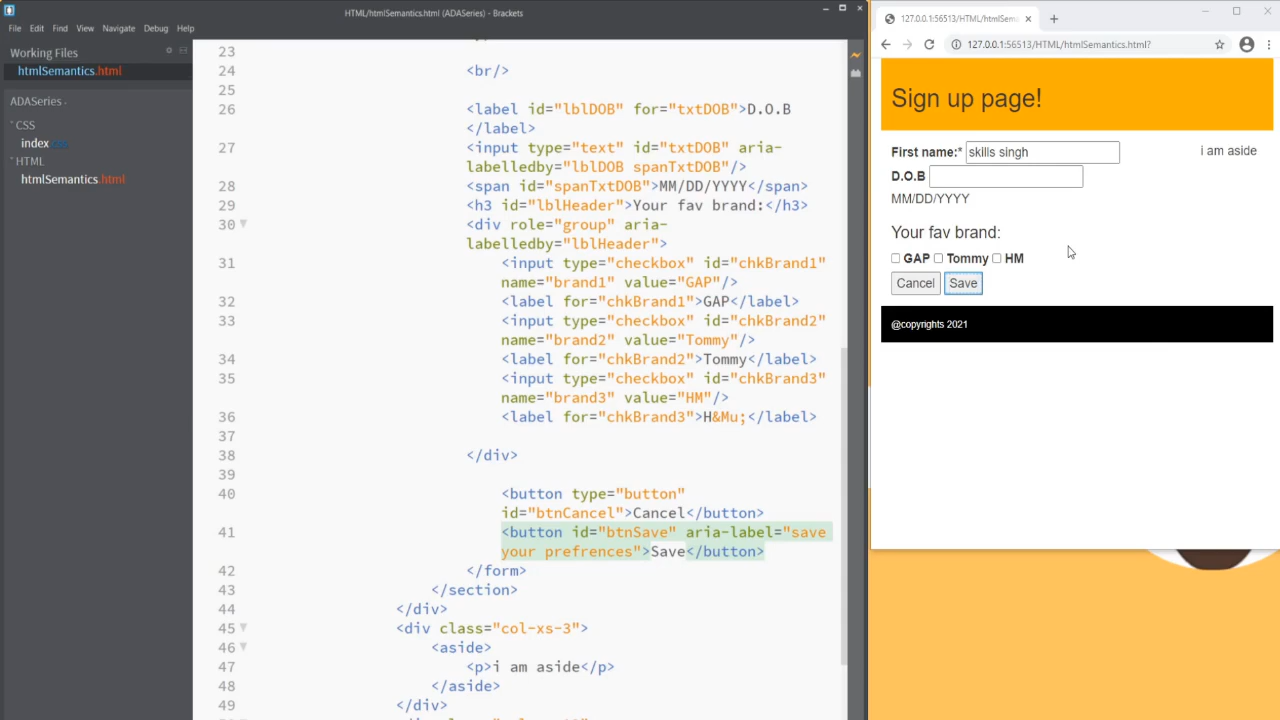 HTML/htmlSemantics.html (ADASeries) - Brackets
File Edit Find View Navigate Debug Help
Working Files
htmlSemantics.html
ADASeries
CSS
index.css
HTML
htmlSemantics.html
23
24 <br/>
25
26 <label id="lblDOB" for="txtDOB">D.O.B
</label>
27 <input type="text" id="txtDOB" aria-
labelledby="lblDOB spanTxtDOB"/>
28 <span id="spanTxtDOB">MM/DD/YYYY</span>
29 <h3 id="lblHeader">Your fav brand:</h3>
30 <div role="group" aria-
labelledby="lblHeader">
31 <input type="checkbox" id="chkBrand1"
name="brand1" value="GAP"/>
32 <label for="chkBrand1">GAP</label>
33 <input type="checkbox" id="chkBrand2"
name="brand2" value="Tommy"/>
34 <label for="chkBrand2">Tommy</label>
35 <input type="checkbox" id="chkBrand3"
name="brand3" value="HM"/>
36 <label for="chkBrand3">H&Mu;</label>
37
38 </div>
39
40 <button type="button"
id="btnCancel">Cancel</button>
41 <button id="btnSave" aria-label="save
your prefrences">Save</button>
42 </form>
43 </section>
44 </div>
45 <div class="col-xs-3">
46 <aside>
47 <p>i am aside</p>
48 </aside>
49 </div>
127.0.0.1:56513/HTML/htmlSem
127.0.0.1:56513/HTML/htmlSemantics.html?
Sign up page!
First name:* skills singh
i am aside
D.O.B
MM/DD/YYYY
Your fav brand:
GAP Tommy HM
Cancel Save
@copyrights 2021